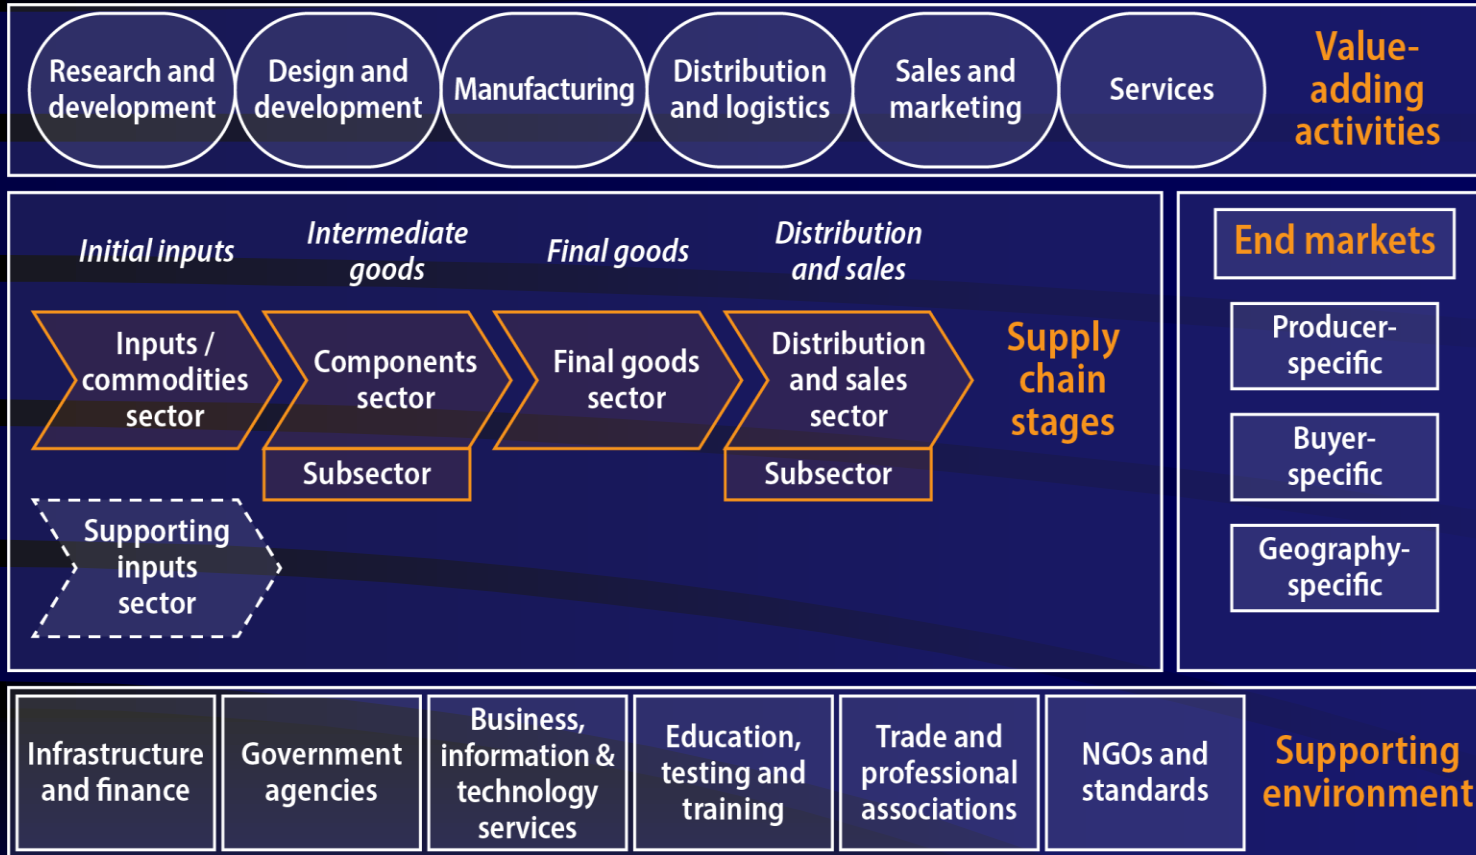 Research and
development
Design and
development
Manufacturing
Distribution
and logistics
Sales and
marketing
Services
Value-
adding
activities
Initial inputs
Intermediate
goods
Final goods
Distribution
and sales
Inputs /
commodities
sector
Components
sector
Subsector
Final goods
sector
Distribution
and sales
sector
Subsector
Supply
chain
stages
Supporting
inputs
sector
End markets
Producer-
specific
Buyer-
specific
Geography-
specific
Infrastructure
and finance
Government
agencies
Business,
information &
technology
services
Education,
testing and
training
Trade and
professional
associations
NGOs and
standards
Supporting
environment